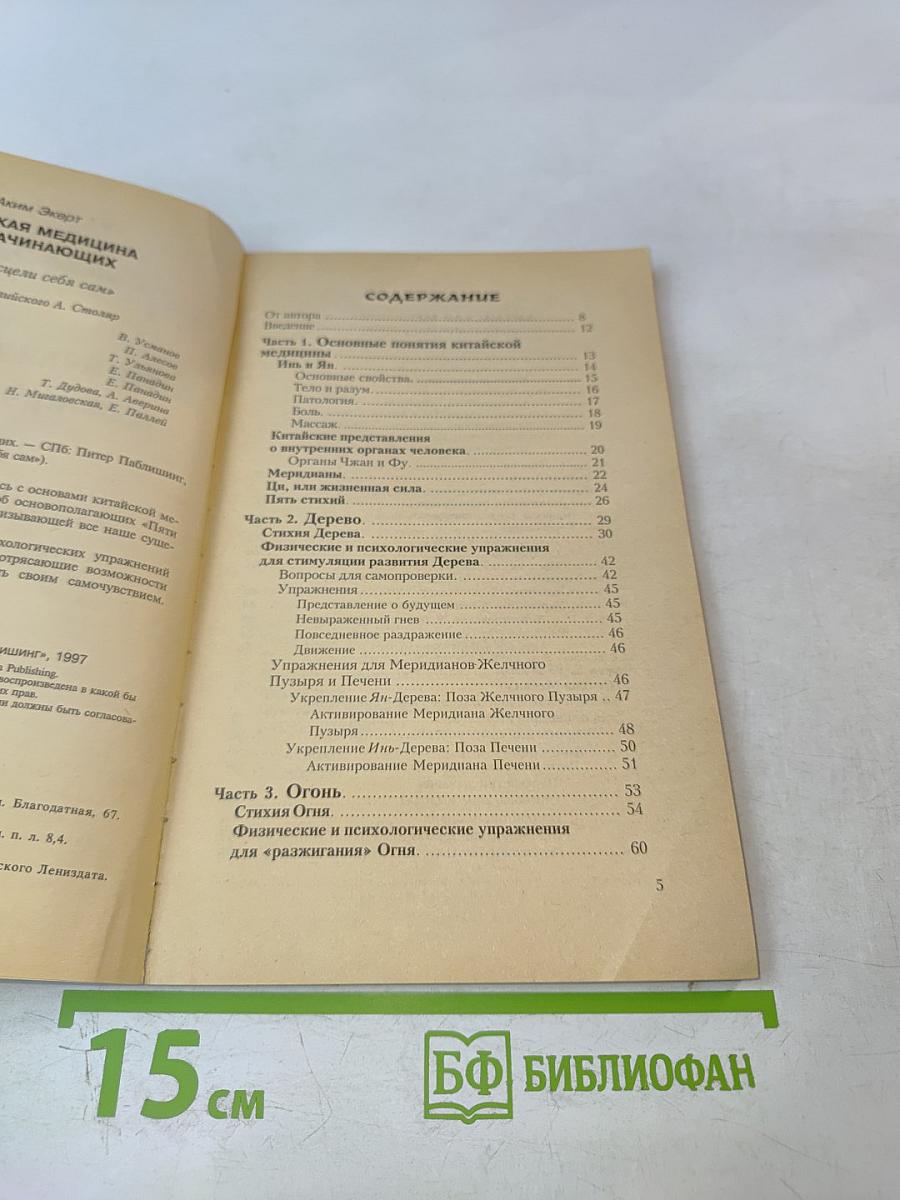 Аким Экерт
КАЯ МЕДИЦИНА
АЧИНАЮЩИХ
сцели себя сам»
лийского А. Столяр
В. Усманов
П. Алесов
Т. Ульянова
Е. Панадин
Е. Панадин
Т. Дудова, А. Аверина
Н. Мигаловская, Е. Паллей
их. — СПб: Питер Паблишинг,
бя сам»).
сь с основами китайской ме-
об основополагающих «Пяти
изывающей все наше суще-
хологических упражнений
отрясающие возможности
ть своим самочувствием.
ишинг», 1997
a Publishing.
воспроизведена в какой бы
их прав.
ии должны быть согласова-
л. Благодатная, 67.
. п. л. 8,4.
ского Лениздата.
СОДЕРЖАНИЕ
От автора ... 8
Введение ... 12
Часть 1. Основные понятия китайской
медицины ... 13
Инь и Ян. ... 14
Основные свойства. ... 15
Тело и разум. ... 16
Патология. ... 17
Боль. ... 18
Массаж. ... 19
Китайские представления
о внутренних органах человека. ... 20
Органы Чжан и Фу. ... 21
Меридианы. ... 22
Ци, или жизненная сила. ... 24
Пять стихий. ... 26
Часть 2. Дерево. ... 29
Стихия Дерева. ... 30
Физические и психологические упражнения
для стимуляции развития Дерева. ... 42
Вопросы для самопроверки. ... 42
Упражнения ... 45
Представление о будущем ... 45
Невыраженный гнев ... 45
Повседневное раздражение ... 46
Движение ... 46
Упражнения для Меридианов Желчного
Пузыря и Печени ... 46
Укрепление Ян-Дерева: Поза Желчного Пузыря .. 47
Активирование Меридиана Желчного
Пузыря ... 48
Укрепление Инь-Дерева: Поза Печени ... 50
Активирование Меридиана Печени ... 51
Часть 3. Огонь. ... 53
Стихия Огня. ... 54
Физические и психологические упражнения
для «разжигания» Огня. ... 60
5
15 см
БФ БИБЛИОФАН